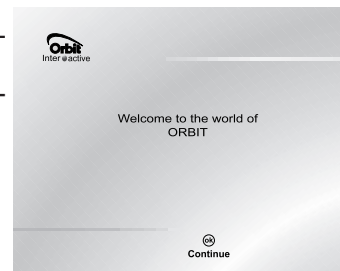 Orbit
Inter active
Welcome to the world of
ORBIT
ok
Continue